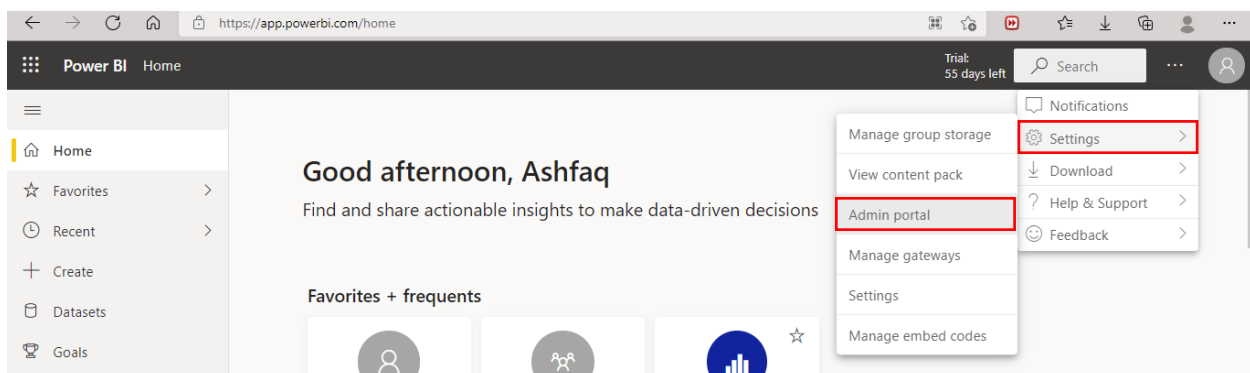 https://app.powerbi.com/home
Power BI Home
Trial:
55 days left
Search
Home
Favorites
Recent
Create
Datasets
Goals
Good afternoon, Ashfaq
Find and share actionable insights to make data-driven decisions
Favorites + frequents
Manage group storage
View content pack
Admin portal
Manage gateways
Settings
Manage embed codes
Notifications
Settings
Download
Help & Support
Feedback